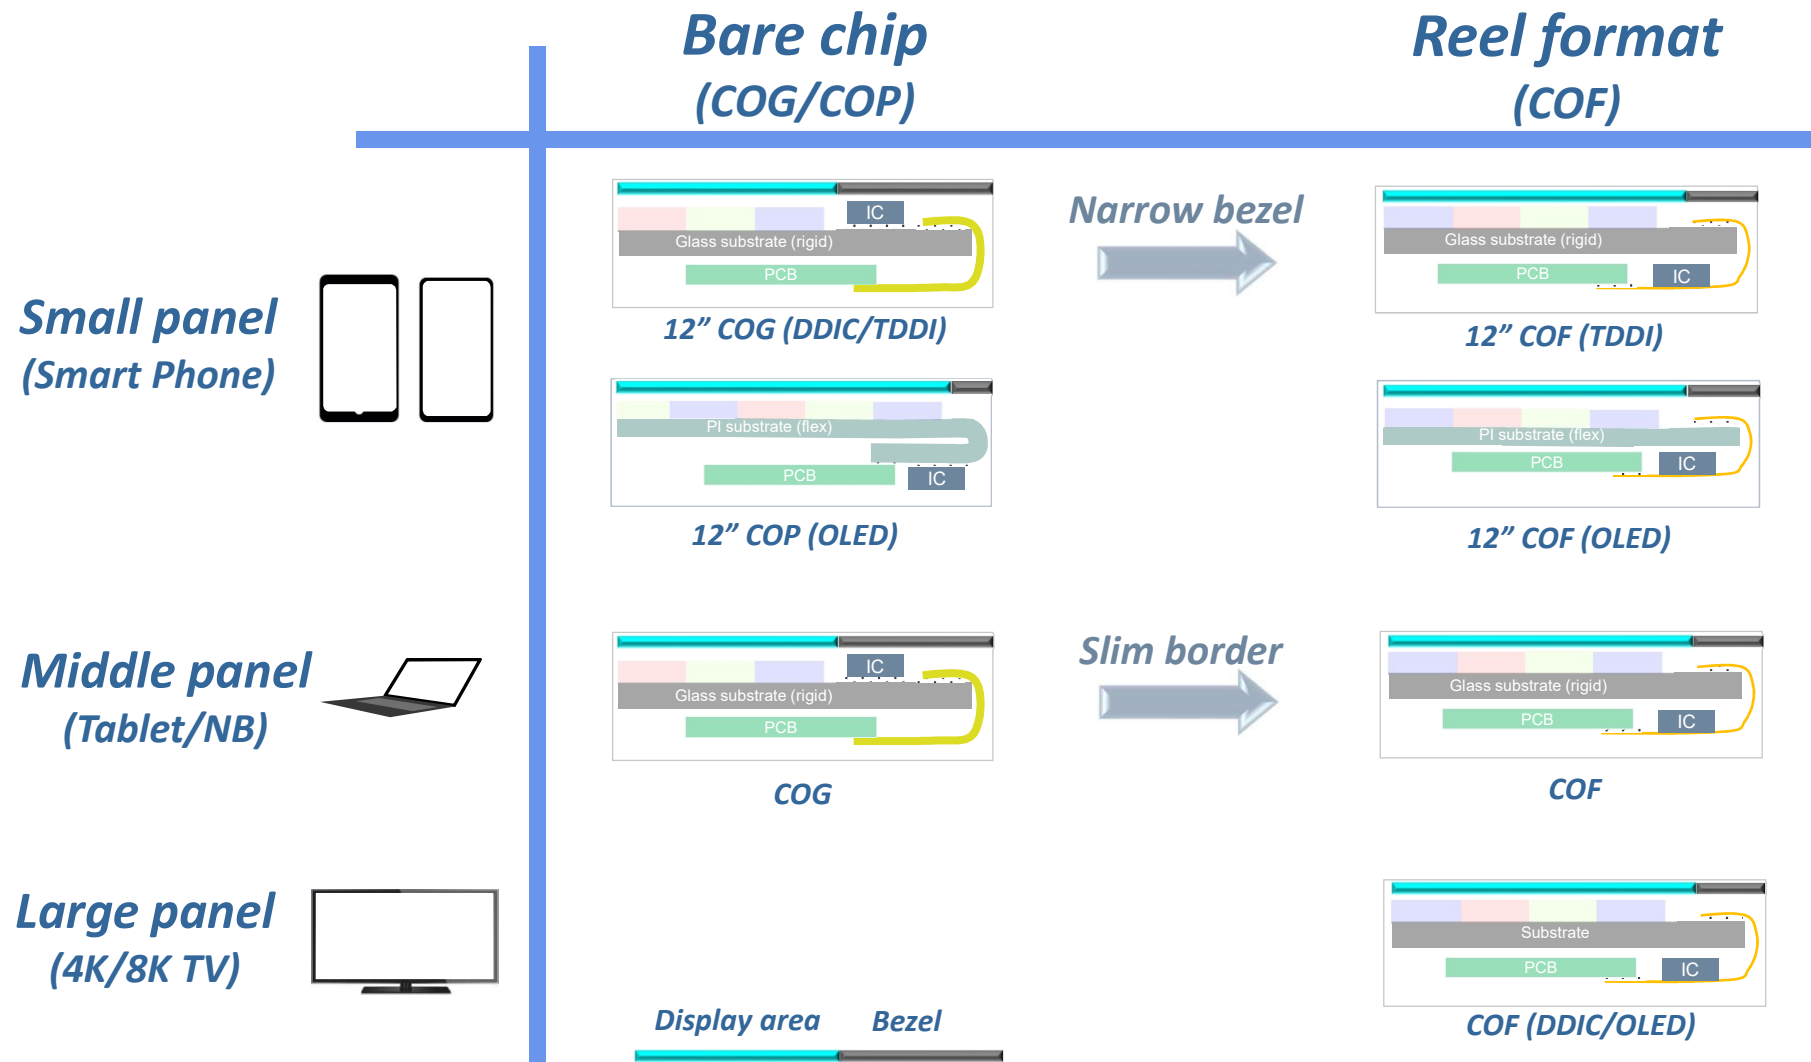 Bare chip
(COG/COP)
Reel format
(COF)
Small panel
(Smart Phone)
IC
Glass substrate (rigid)
PCB
12” COG (DDIC/TDDI)
Narrow bezel
Glass substrate (rigid)
PCB
IC
12” COF (TDDI)
PI substrate (flex)
PCB
IC
12” COP (OLED)
PI substrate (flex)
PCB
IC
12” COF (OLED)
Middle panel
(Tablet/NB)
IC
Glass substrate (rigid)
PCB
COG
Slim border
Glass substrate (rigid)
PCB
IC
COF
Large panel
(4K/8K TV)
Substrate
PCB
IC
COF (DDIC/OLED)
Display area
Bezel